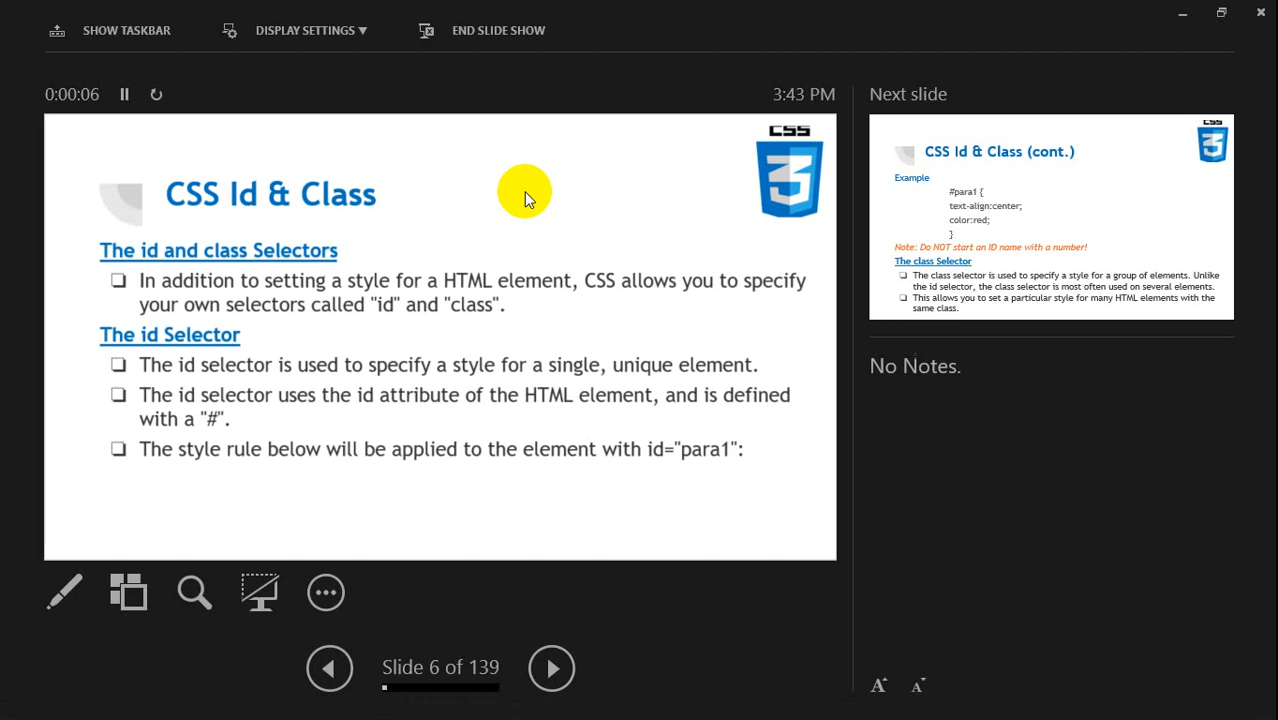 SHOW TASKBAR
DISPLAY SETTINGS ▼
END SLIDE SHOW
0:00:06
3:43 PM
CSS
3
CSS Id & Class
The id and class Selectors
❑ In addition to setting a style for a HTML element, CSS allows you to specify
your own selectors called "id" and "class".
The id Selector
❑ The id selector is used to specify a style for a single, unique element.
❑ The id selector uses the id attribute of the HTML element, and is defined
with a "#".
❑ The style rule below will be applied to the element with id="para1":
Slide 6 of 139
Next slide
CSS
3
CSS Id & Class (cont.)
Example
#para1 {
text-align:center;
color:red;
}
Note: Do NOT start an ID name with a number!
The class Selector
❑ The class selector is used to specify a style for a group of elements. Unlike
the id selector, the class selector is most often used on several elements.
❑ This allows you to set a particular style for many HTML elements with the
same class.
No Notes.
A
A